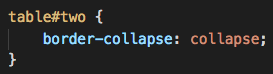 table#two {
    border-collapse: collapse;
}